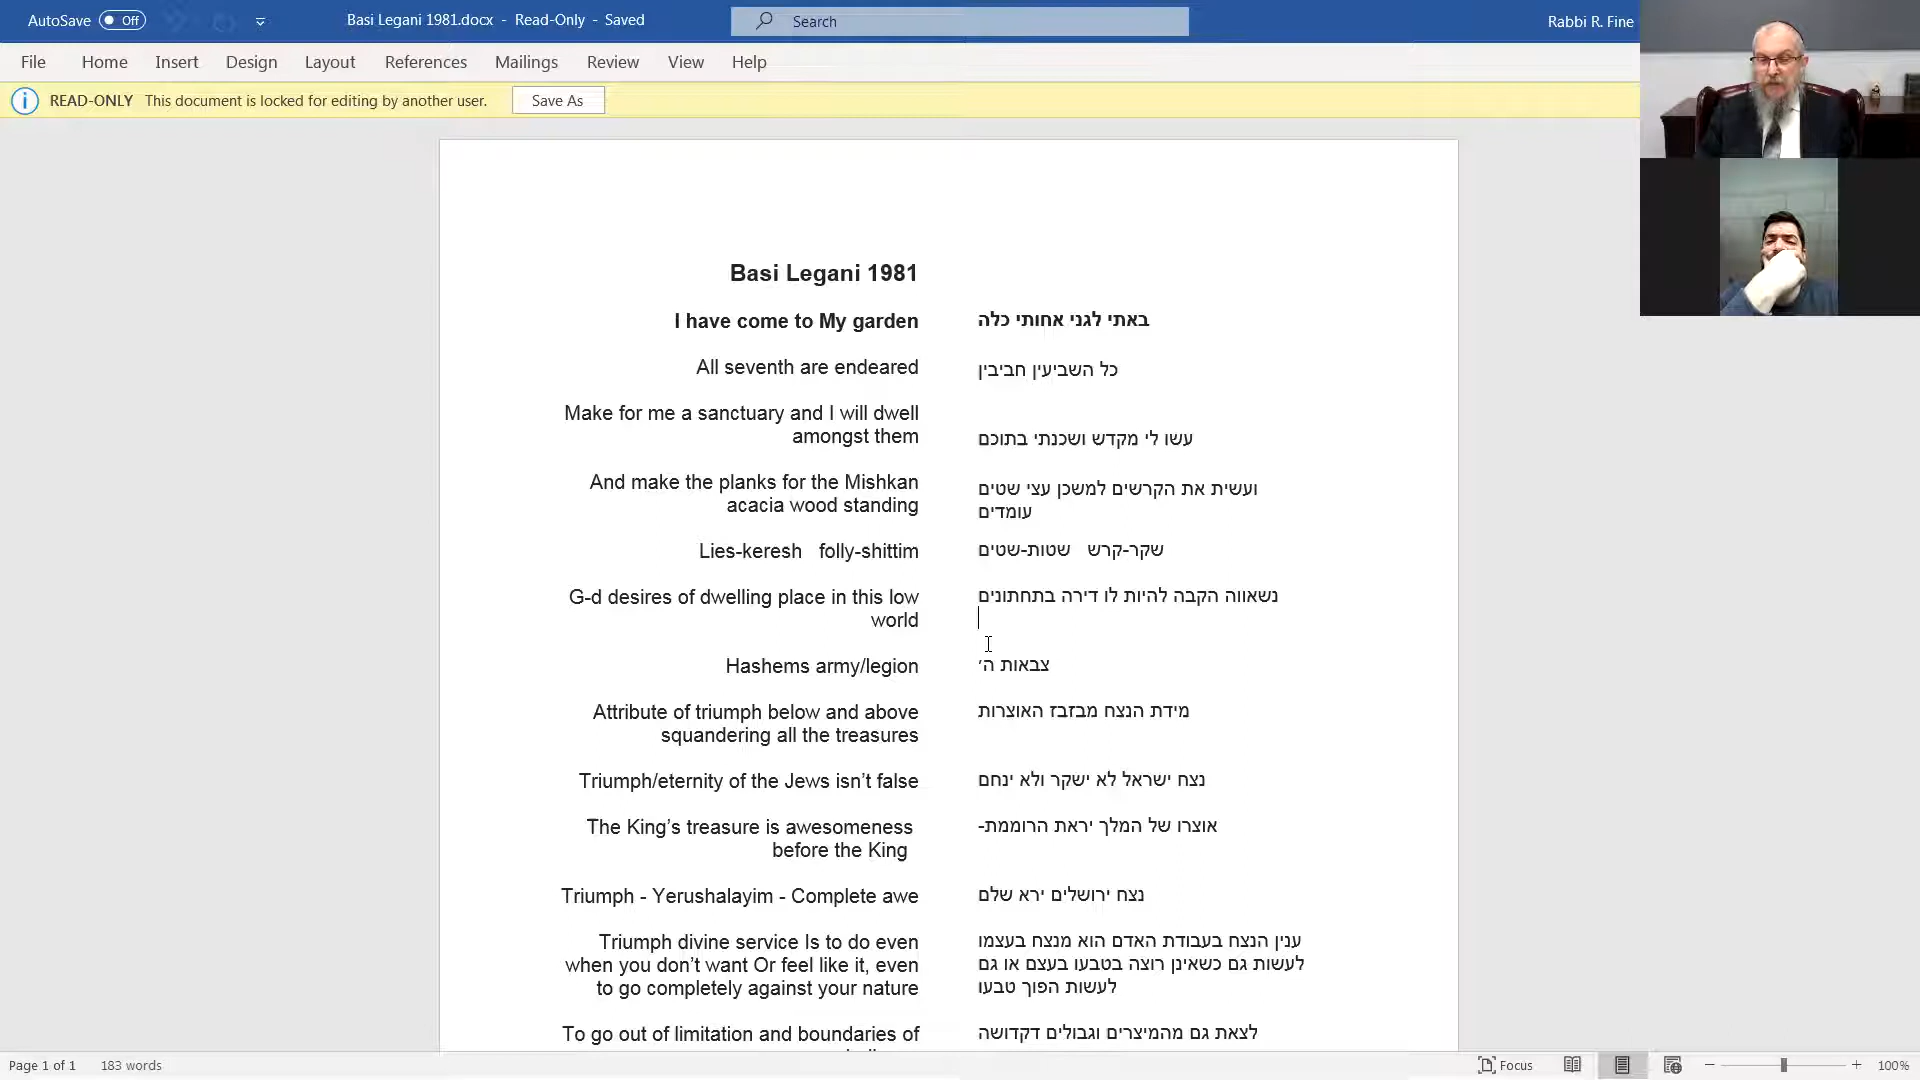 AutoSave Off Basi Legani 1981.docx - Read-Only - Saved Search Rabbi R. Fine
File Home Insert Design Layout References Mailings Review View Help
READ-ONLY This document is locked for editing by another user. Save As
Basi Legani 1981
I have come to My garden
באתי לגני אחותי כלה
All seventh are endeared
כל השביעין חביבין
Make for me a sanctuary and I will dwell
amongst them
עשו לי מקדש ושכנתי בתוכם
And make the planks for the Mishkan
acacia wood standing
ועשית את הקרשים למשכן עצי שטים
עומדים
Lies-keresh folly-shittim
שקר-קרש שטות-שטים
G-d desires of dwelling place in this low
world
נשאווה הקבה להיות לו דירה בתחתונים
Hashems army/legion
צבאות ה׳
Attribute of triumph below and above
squandering all the treasures
מידת הנצח מבזבז האוצרות
Triumph/eternity of the Jews isn’t false
נצח ישראל לא ישקר ולא ינחם
The King’s treasure is awesomeness
before the King
אוצרו של המלך יראת הרוממת-
Triumph - Yerushalayim - Complete awe
נצח ירושלים ירא שלם
Triumph divine service Is to do even
when you don’t want Or feel like it, even
to go completely against your nature
ענין הנצח בעבודת האדם הוא מנצח בעצמו
לעשות גם כשאינן רוצה בטבעו בעצם או גם
לעשות הפוך טבעו
To go out of limitation and boundaries of
לצאת גם מהמיצרים וגבולים דקדושה
Page 1 of 1 183 words Focus 100%